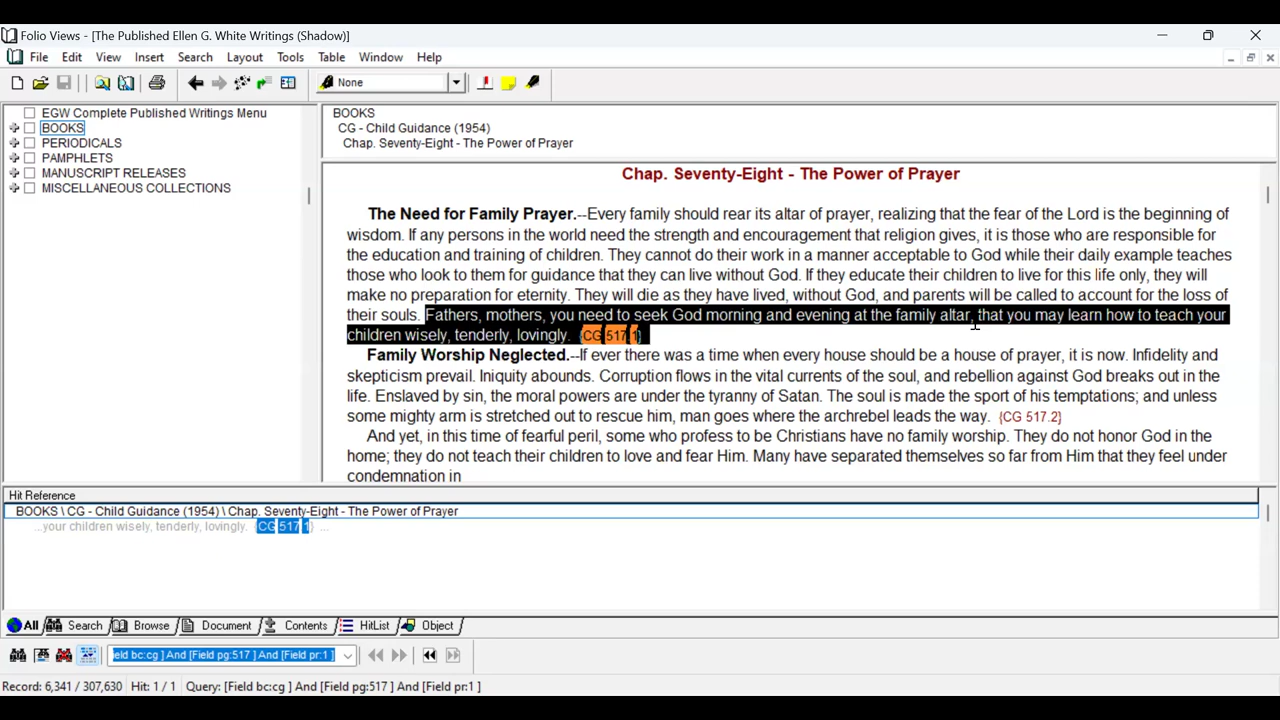 Folio Views - [The Published Ellen G. White Writings (Shadow)]
File Edit View Insert Search Layout Tools Table Window Help
None
EGW Complete Published Writings Menu
BOOKS
PERIODICALS
PAMPHLETS
MANUSCRIPT RELEASES
MISCELLANEOUS COLLECTIONS
BOOKS
CG - Child Guidance (1954)
Chap. Seventy-Eight - The Power of Prayer
Chap. Seventy-Eight - The Power of Prayer
The Need for Family Prayer.--Every family should rear its altar of prayer, realizing that the fear of the Lord is the beginning of
wisdom. If any persons in the world need the strength and encouragement that religion gives, it is those who are responsible for
the education and training of children. They cannot do their work in a manner acceptable to God while their daily example teaches
those who look to them for guidance that they can live without God. If they educate their children to live for this life only, they will
make no preparation for eternity. They will die as they have lived, without God, and parents will be called to account for the loss of
their souls. Fathers, mothers, you need to seek God morning and evening at the family altar, that you may learn how to teach your
children wisely, tenderly, lovingly. {CG 517.1}
Family Worship Neglected.--If ever there was a time when every house should be a house of prayer, it is now. Infidelity and
skepticism prevail. Iniquity abounds. Corruption flows in the vital currents of the soul, and rebellion against God breaks out in the
life. Enslaved by sin, the moral powers are under the tyranny of Satan. The soul is made the sport of his temptations; and unless
some mighty arm is stretched out to rescue him, man goes where the archrebel leads the way. {CG 517.2}
And yet, in this time of fearful peril, some who profess to be Christians have no family worship. They do not honor God in the
home; they do not teach their children to love and fear Him. Many have separated themselves so far from Him that they feel under
condemnation in
Hit Reference
BOOKS \ CG - Child Guidance (1954) \ Chap. Seventy-Eight - The Power of Prayer
...your children wisely, tenderly, lovingly. {CG 517.1} ...
All Search Browse Document Contents HitList Object
eld bc:cg ] And [Field pg:517 ] And [Field pr:1 ]
Record: 6,341 / 307,630 Hit: 1 / 1 Query: [Field bc:cg ] And [Field pg:517 ] And [Field pr:1 ]